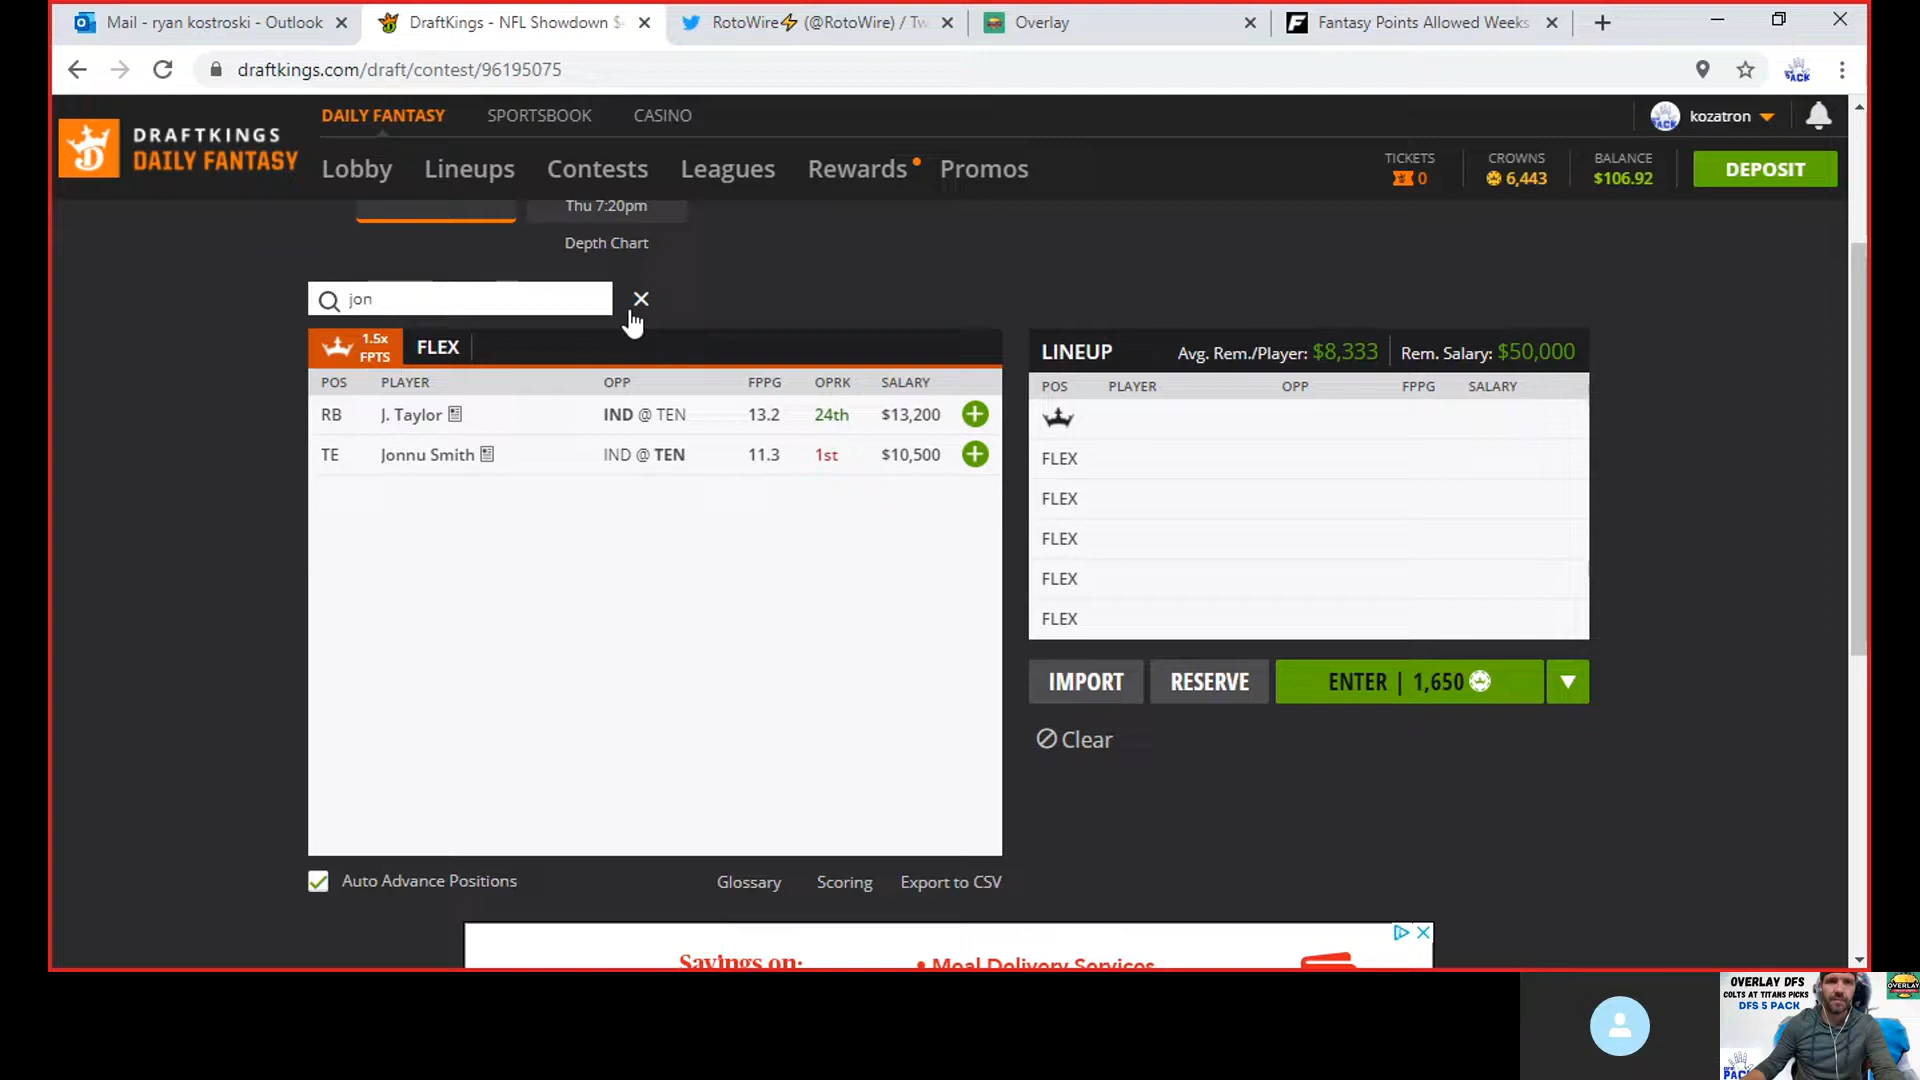 Mail - ryan kostroski - Outlook
DraftKings - NFL Showdown $
RotoWire⚡ (@RotoWire) / Tw
Overlay
Fantasy Points Allowed Weeks
draftkings.com/draft/contest/96195075
DAILY FANTASY SPORTSBOOK CASINO
kozatron
DRAFTKINGS
DAILY FANTASY
Lobby Lineups Contests Leagues Rewards Promos
TICKETS
0
CROWNS
6,443
BALANCE
$106.92
DEPOSIT
Thu 7:20pm
Depth Chart
jon
1.5x
FPTS
FLEX
POS PLAYER OPP FPPG OPRK SALARY
RB J. Taylor IND @ TEN 13.2 24th $13,200
TE Jonnu Smith IND @ TEN 11.3 1st $10,500
LINEUP Avg. Rem./Player: $8,333 Rem. Salary: $50,000
POS PLAYER OPP FPPG SALARY
FLEX
FLEX
FLEX
FLEX
FLEX
IMPORT RESERVE ENTER | 1,650
Clear
Auto Advance Positions
Glossary Scoring Export to CSV
Savings on:
• Meal Delivery Services
OVERLAY DFS
COLTS AT TITANS PICKS
DFS 5 PACK
OVERLAY